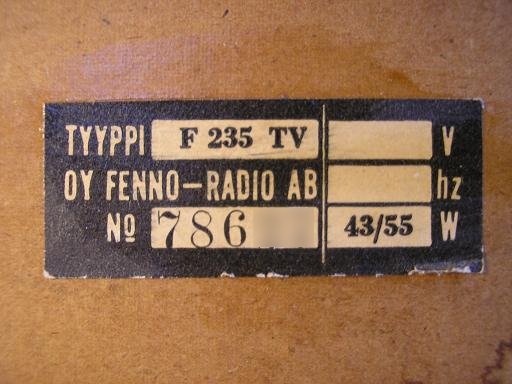 TYYPPI F 235 TV V
OY FENNO-RADIO AB hz
Nº 786 43/55 W